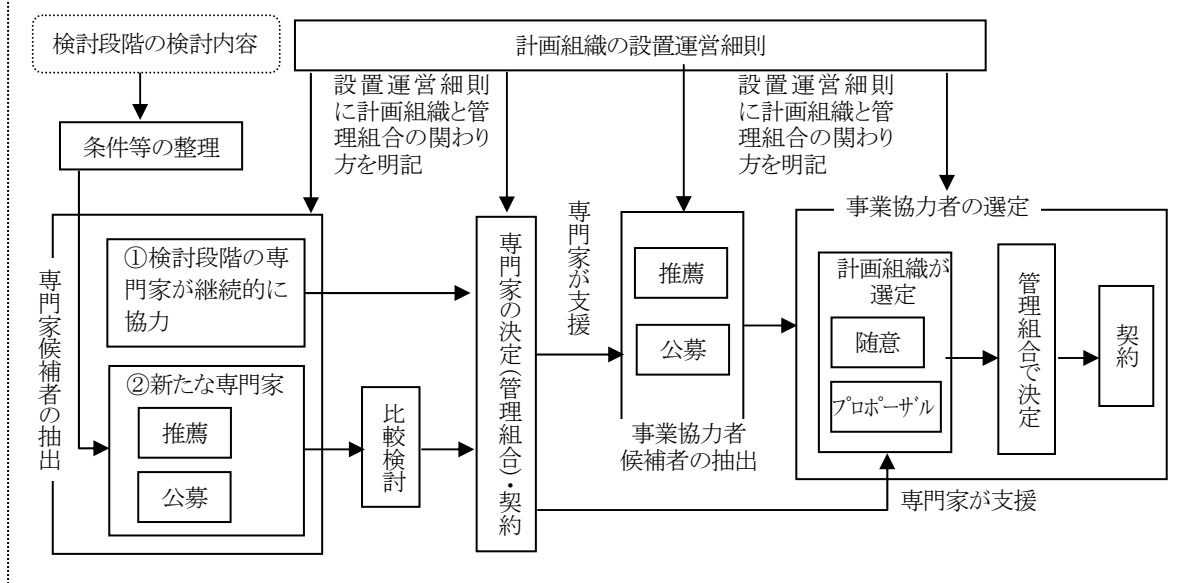 検討段階の検討内容
計画組織の設置運営細則
設置運営細則
に計画組織と管
理組合の関わり
方を明記
設置運営細則
に計画組織と管
理組合の関わり
方を明記
条件等の整理
専門家候補者の抽出
①検討段階の専
門家が継続的に
協力
②新たな専門家
推薦
公募
比較検討
専門家の決定(管理組合)・契約
専門家が支援
推薦
公募
事業協力者
候補者の抽出
事業協力者の選定
計画組織が
選定
随意
プロポーザル
管理組合で決定
契約
専門家が支援